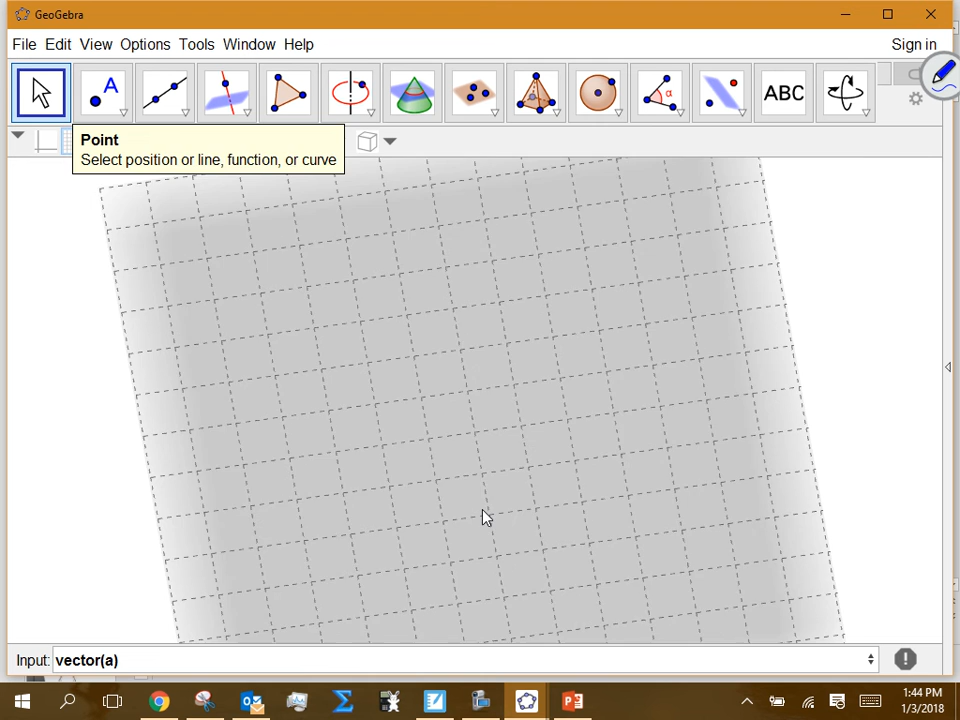 GeoGebra
File Edit View Options Tools Window Help Sign in
A α ABC
Point
Select position or line, function, or curve
Input: vector(a)
1:44 PM
1/3/2018